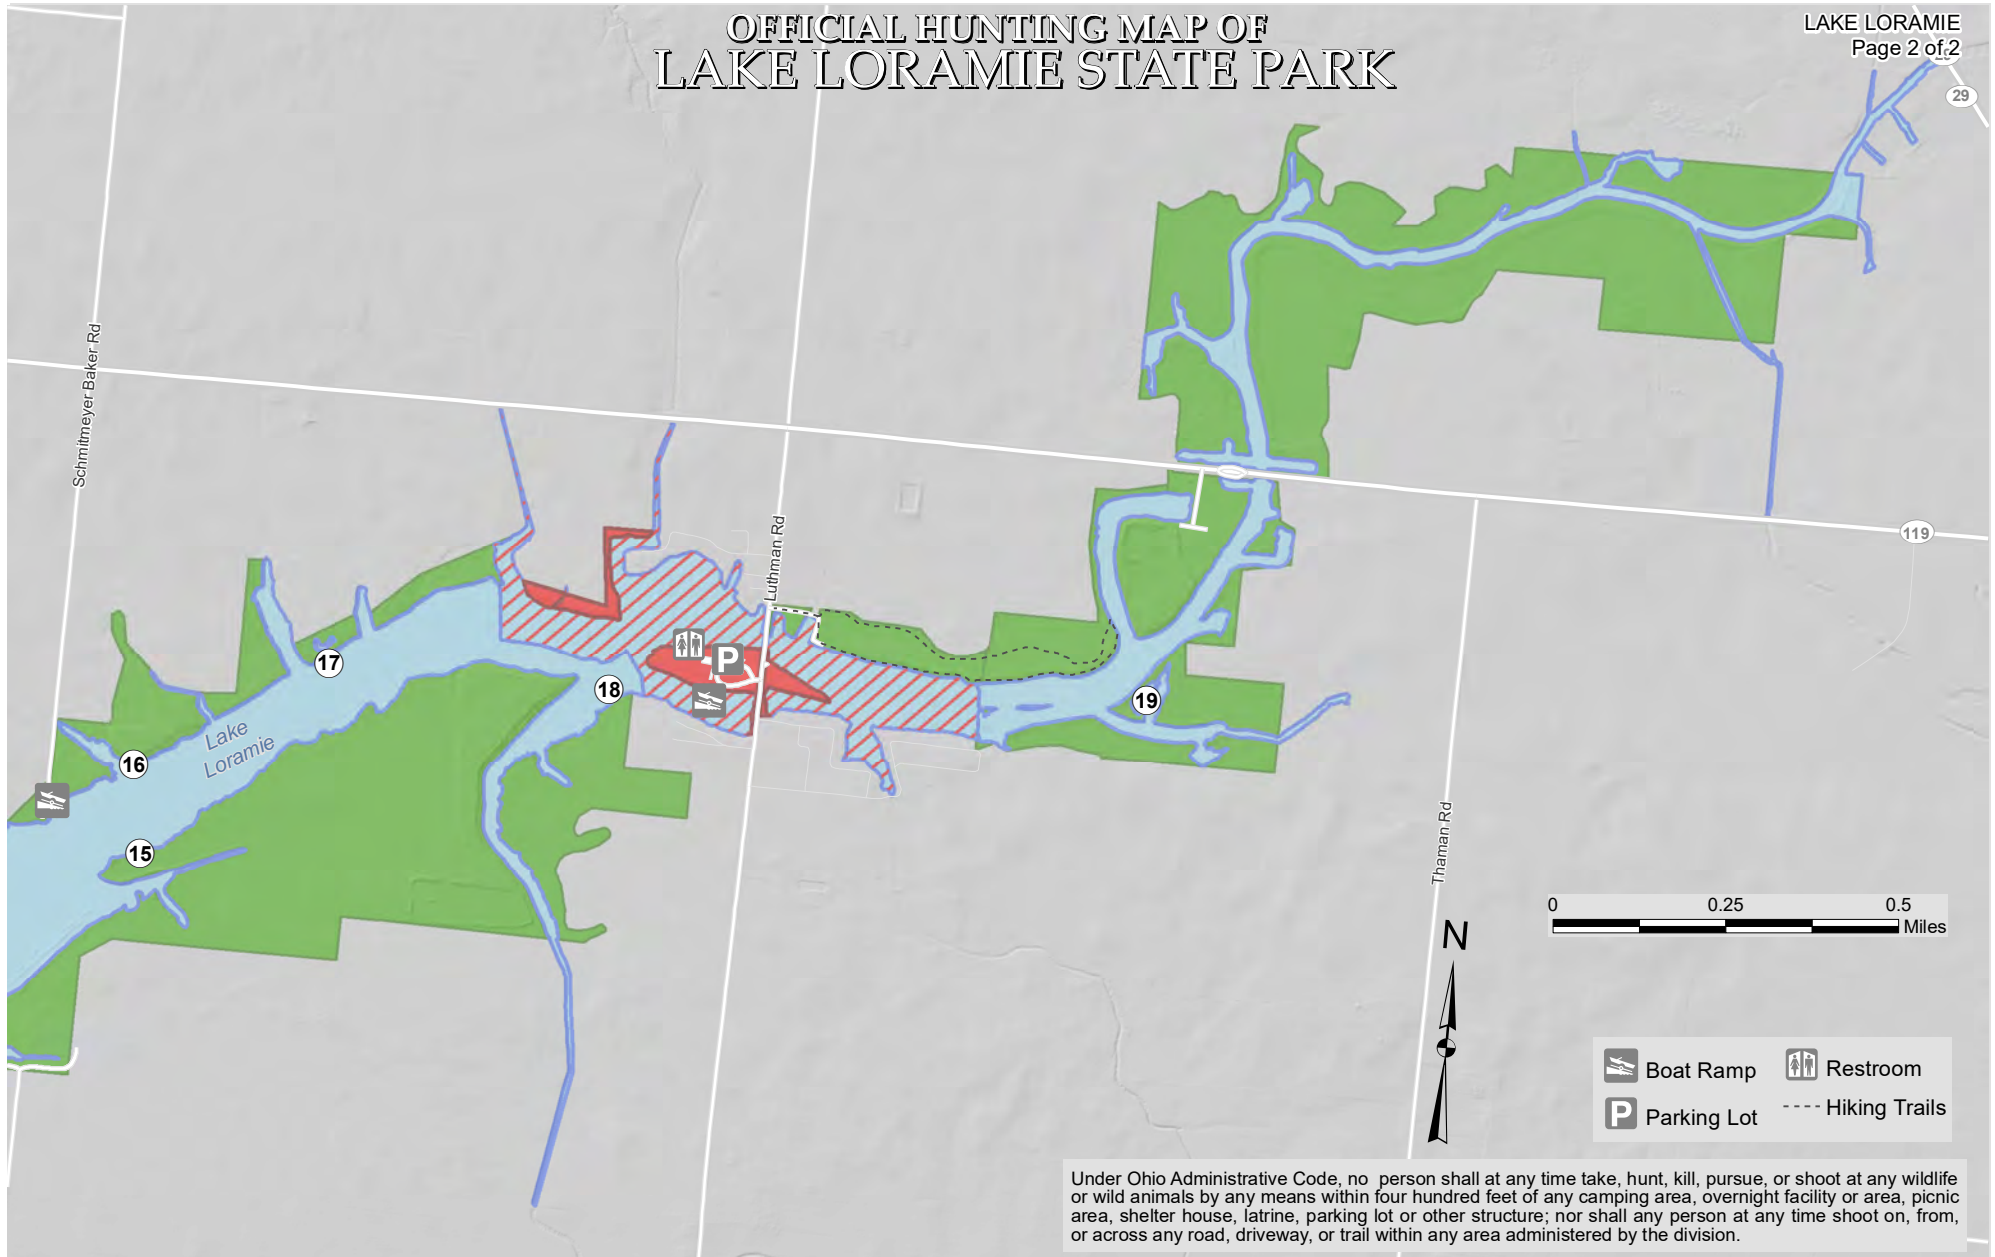 OFFICIAL HUNTING MAP OF
LAKE LORAMIE STATE PARK
LAKE LORAMIE
Page 2 of 2
29
Schmitmeyer Baker Rd
Luthman Rd
119
17
18
19
16
Lake
Loramie
15
Thaman Rd
0 0.25 0.5
Miles
N
Boat Ramp
Restroom
P Parking Lot
Hiking Trails
P
Under Ohio Administrative Code, no person shall at any time take, hunt, kill, pursue, or shoot at any wildlife
or wild animals by any means within four hundred feet of any camping area, overnight facility or area, picnic
area, shelter house, latrine, parking lot or other structure; nor shall any person at any time shoot on, from,
or across any road, driveway, or trail within any area administered by the division.